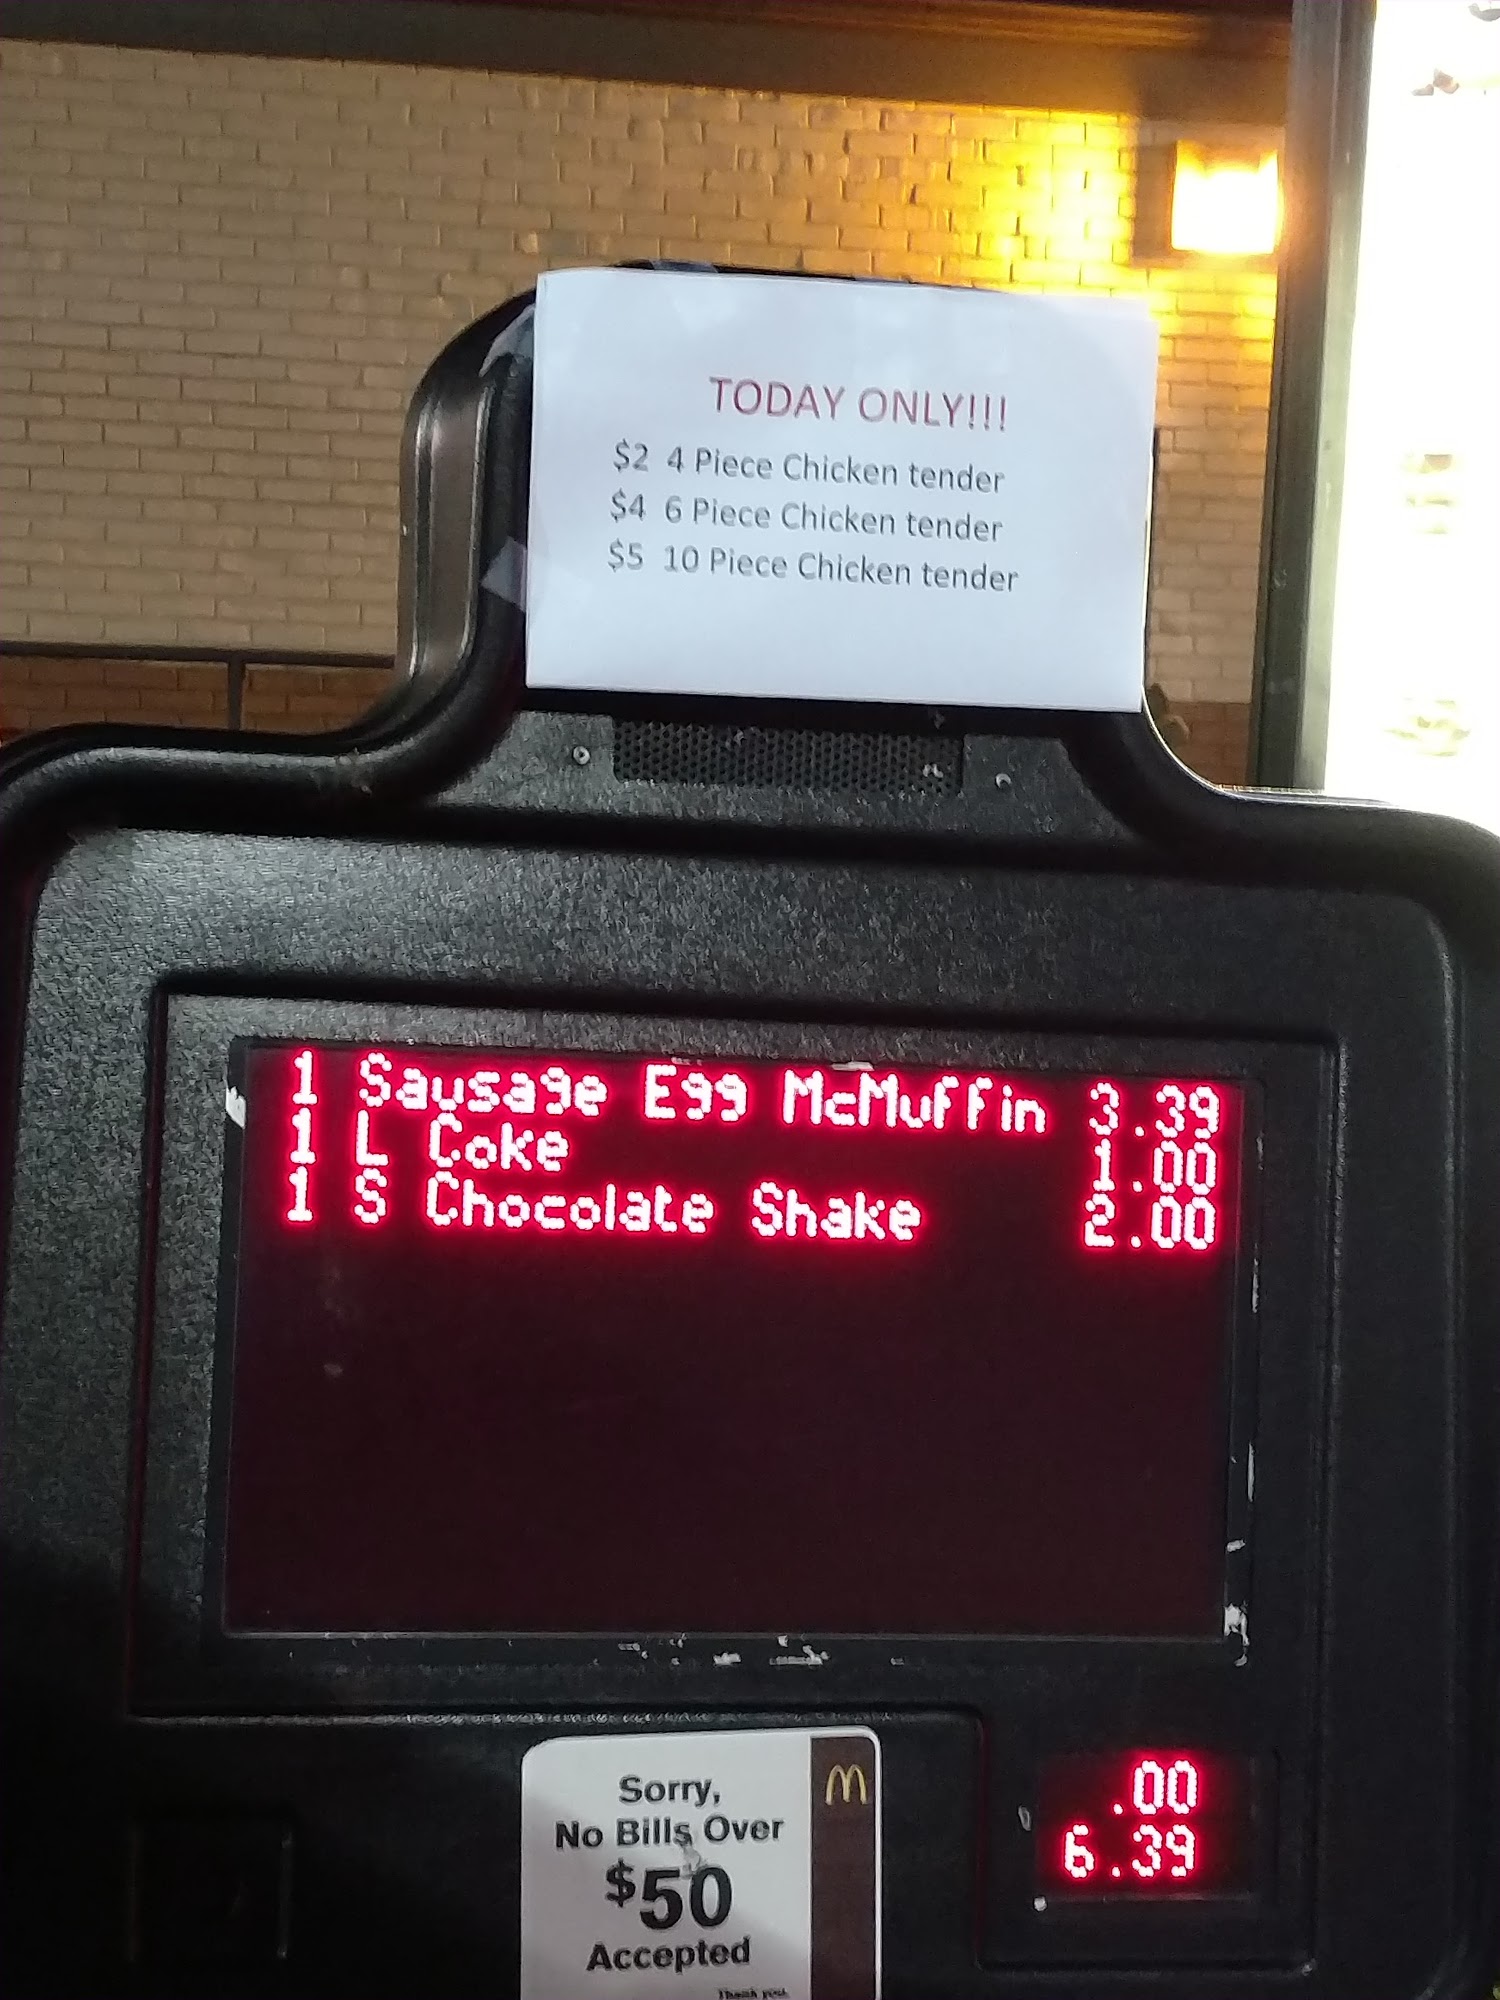 TODAY ONLY!!!
$2 4 Piece Chicken tender
$4 6 Piece Chicken tender
$5 10 Piece Chicken tender
1 Sausage Egg McMuffin 3.39
1 L Coke 1.00
1 S Chocolate Shake 2.00
Sorry,
No Bills Over
$50
Accepted
Thank you.
.00
6.39